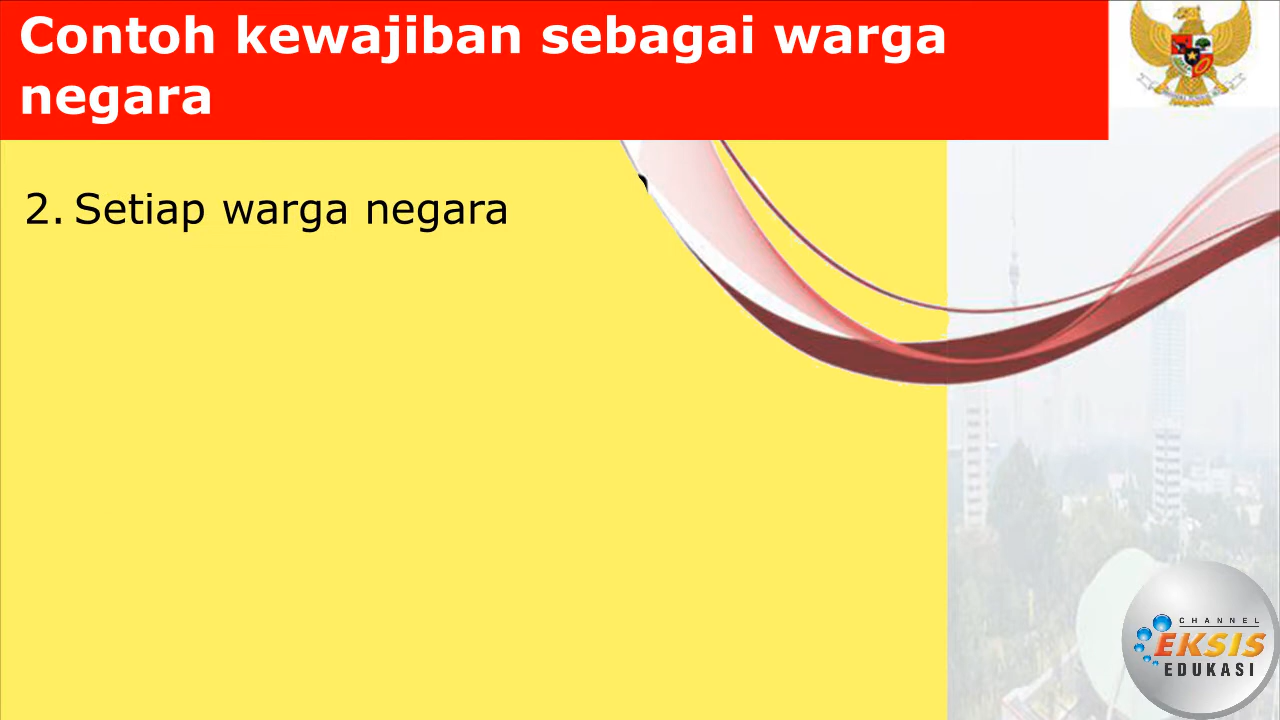 Contoh kewajiban sebagai warga
negara
2. Setiap warga negara
CHANNEL
EKSIS
EDUKASI